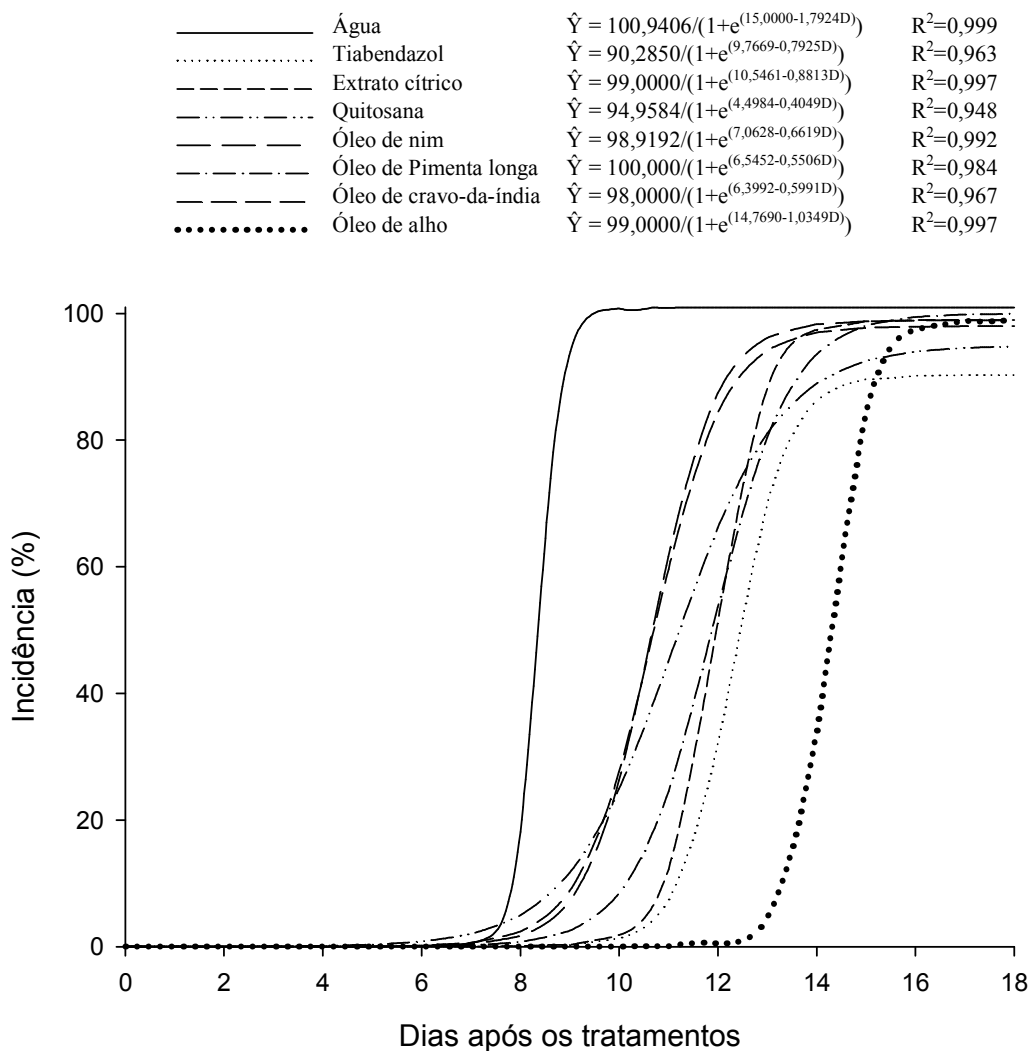 Água Ŷ = 100,9406/(1+e^(15,0000-1,7924D)) R²=0,999
Tiabendazol Ŷ = 90,2850/(1+e^(9,7669-0,7925D)) R²=0,963
Extrato cítrico Ŷ = 99,0000/(1+e^(10,5461-0,8813D)) R²=0,997
Quitosana Ŷ = 94,9584/(1+e^(4,4984-0,4049D)) R²=0,948
Óleo de nim Ŷ = 98,9192/(1+e^(7,0628-0,6619D)) R²=0,992
Óleo de Pimenta longa Ŷ = 100,000/(1+e^(6,5452-0,5506D)) R²=0,984
Óleo de cravo-da-índia Ŷ = 98,0000/(1+e^(6,3992-0,5991D)) R²=0,967
Óleo de alho Ŷ = 99,0000/(1+e^(14,7690-1,0349D)) R²=0,997
100
80
60
40
20
0
Incidência (%)
0 2 4 6 8 10 12 14 16 18
Dias após os tratamentos